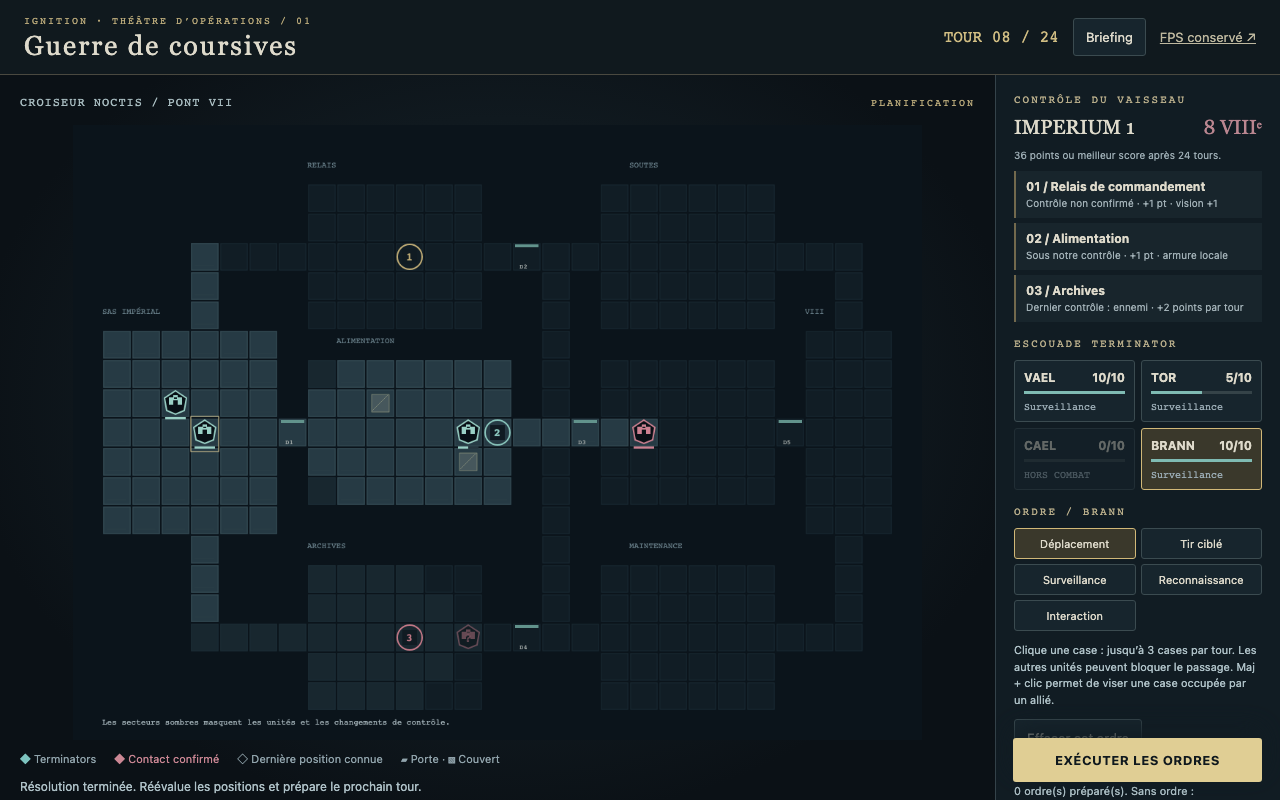 IGNITION · THÉÂTRE D’OPÉRATIONS / 01
Guerre de coursives
TOUR 08 / 24
Briefing
FPS conservé ↗
CROISEUR NOCTIS / PONT VII
PLANIFICATION
RELAIS
SOUTES
1
D2
SAS IMPÉRIAL
VIII
ALIMENTATION
2
D1
D3
D5
ARCHIVES
MAINTENANCE
3
D4
Les secteurs sombres masquent les unités et les changements de contrôle.
Terminators
Contact confirmé
Dernière position connue
Porte · Couvert
Résolution terminée. Réévalue les positions et prépare le prochain tour.
CONTRÔLE DU VAISSEAU
IMPERIUM 1
8 VIIIᵉ
36 points ou meilleur score après 24 tours.
01 / Relais de commandement
Contrôle non confirmé · +1 pt · vision +1
02 / Alimentation
Sous notre contrôle · +1 pt · armure locale
03 / Archives
Dernier contrôle : ennemi · +2 points par tour
ESCOUADE TERMINATOR
VAEL 10/10
Surveillance
TOR 5/10
Surveillance
CAEL 0/10
HORS COMBAT
BRANN 10/10
Surveillance
ORDRE / BRANN
Déplacement
Tir ciblé
Surveillance
Reconnaissance
Interaction
Clique une case : jusqu’à 3 cases par tour. Les
autres unités peuvent bloquer le passage. Maj
+ clic permet de viser une case occupée par
un allié.
Effacer cet ordre
EXÉCUTER LES ORDRES
0 ordre(s) préparé(s). Sans ordre :